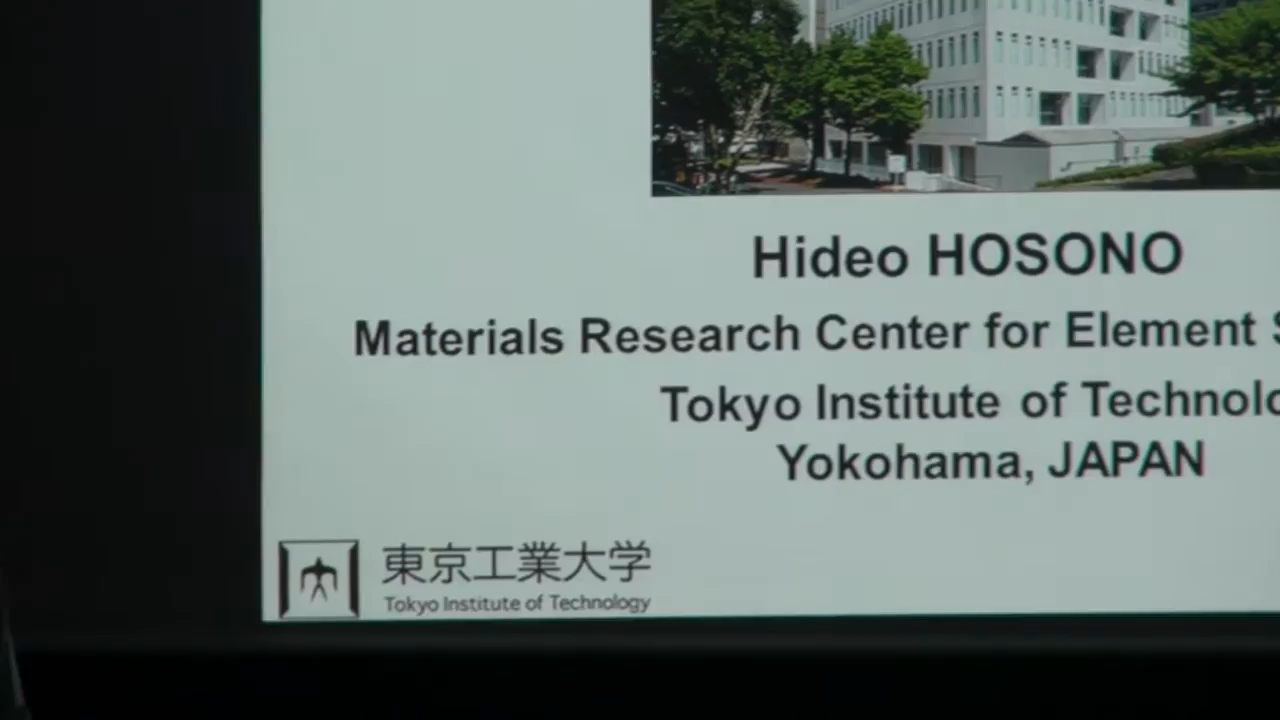 Hideo HOSONO
Materials Research Center for Element
Tokyo Institute of
Yokohama, JAPAN
東京工業大学
Tokyo Institute of Technology